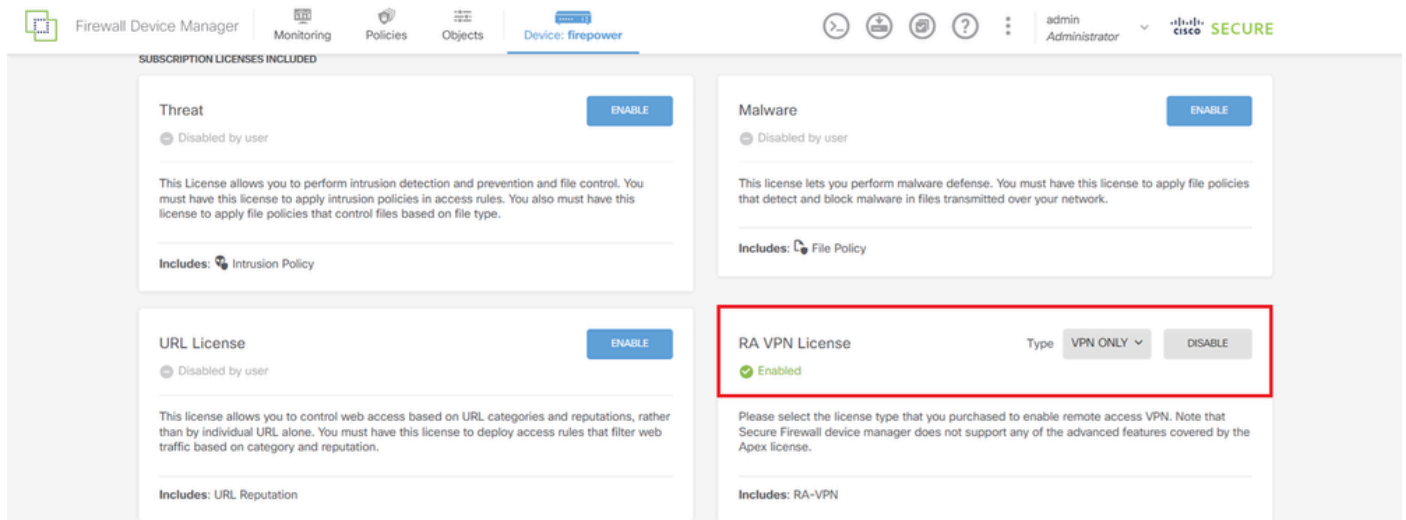 Firewall Device Manager
Monitoring
Policies
Objects
Device: firepower
admin
Administrator
CISCO SECURE
SUBSCRIPTION LICENSES INCLUDED
Threat
ENABLE
Disabled by user
This License allows you to perform intrusion detection and prevention and file control. You
must have this license to apply intrusion policies in access rules. You also must have this
license to apply file policies that control files based on file type.
Includes: Intrusion Policy
Malware
ENABLE
Disabled by user
This license lets you perform malware defense. You must have this license to apply file policies
that detect and block malware in files transmitted over your network.
Includes: File Policy
URL License
ENABLE
Disabled by user
This license allows you to control web access based on URL categories and reputations, rather
than by individual URL alone. You must have this license to deploy access rules that filter web
traffic based on category and reputation.
Includes: URL Reputation
RA VPN License
Type
VPN ONLY
DISABLE
Enabled
Please select the license type that you purchased to enable remote access VPN. Note that
Secure Firewall device manager does not support any of the advanced features covered by the
Apex license.
Includes: RA-VPN